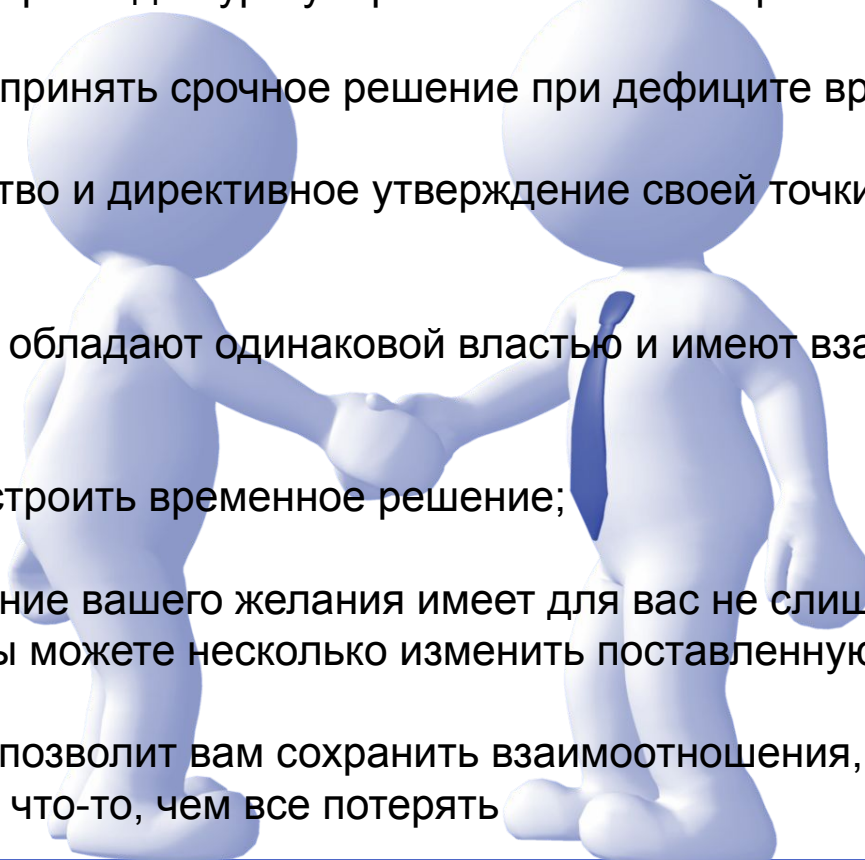 принять срочное решение при дефиците вр
тво и директивное утверждение своей точки
обладают одинаковой властью и имеют вза
строить временное решение;
ние вашего желания имеет для вас не слиш
ы можете несколько изменить поставленную
позволит вам сохранить взаимоотношения,
что-то, чем все потерять